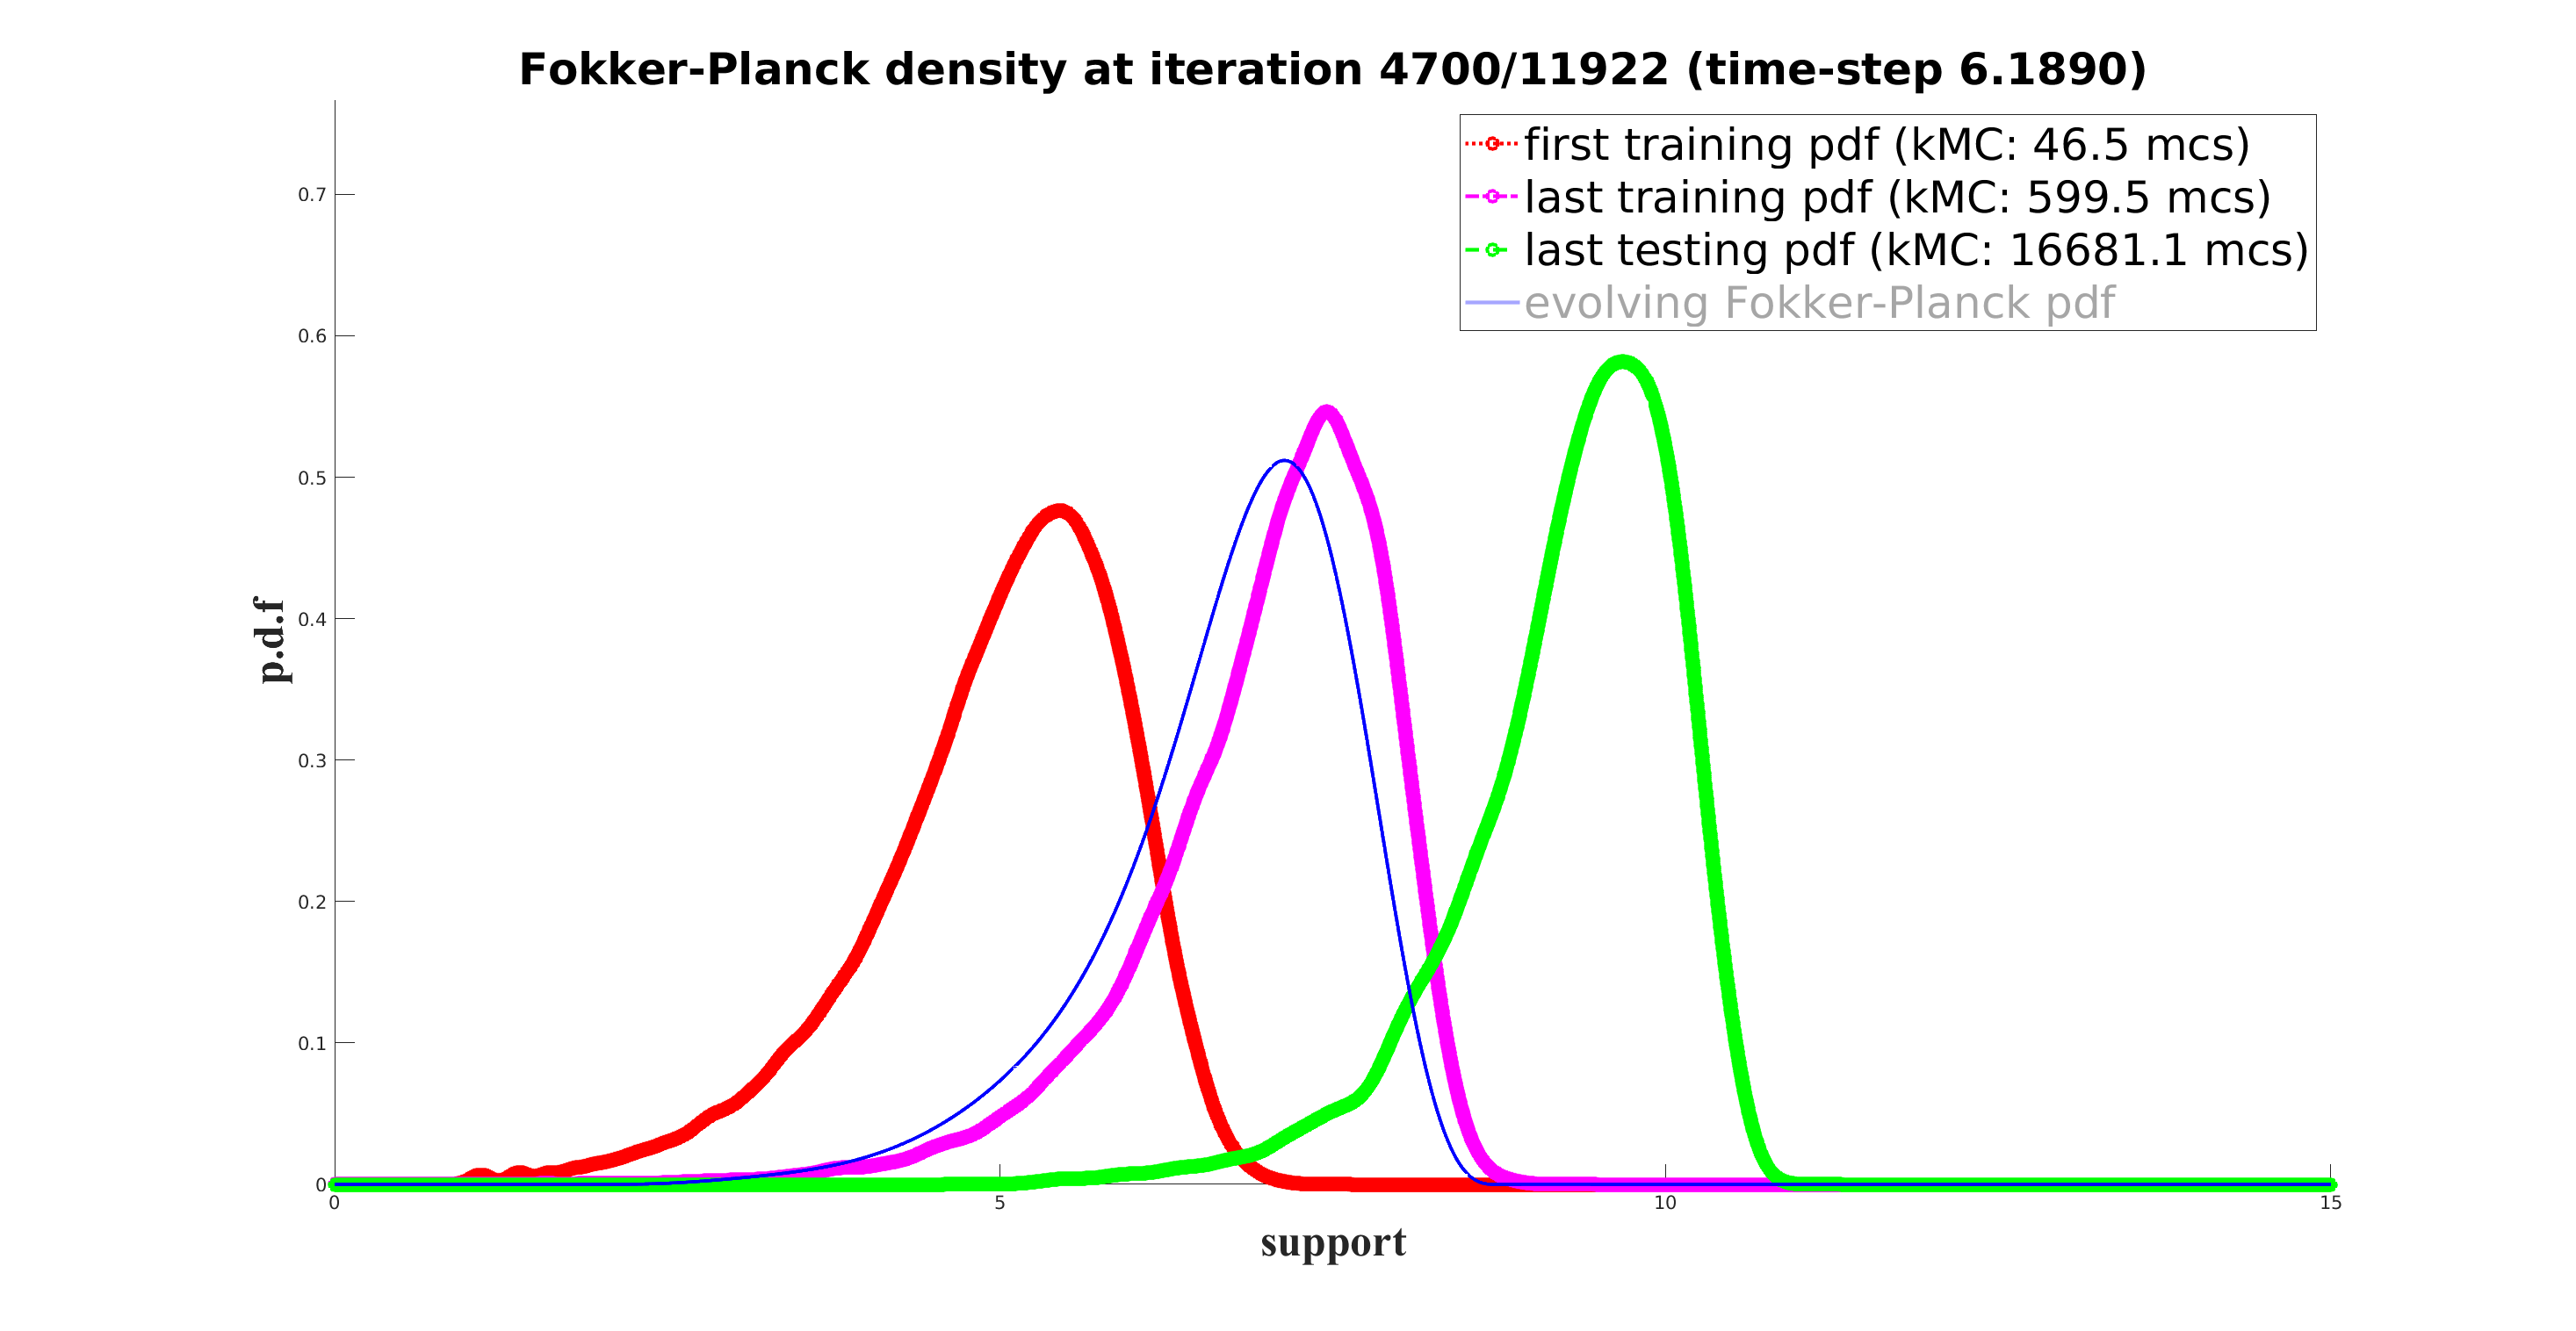 Fokker-Planck density at iteration 4700/11922 (time-step 6.1890)
first training pdf (kMC: 46.5 mcs)
last training pdf (kMC: 599.5 mcs)
last testing pdf (kMC: 16681.1 mcs)
evolving Fokker-Planck pdf
p.d.f
0.7
0.6
0.5
0.4
0.3
0.2
0.1
0
0 5 10 15
support